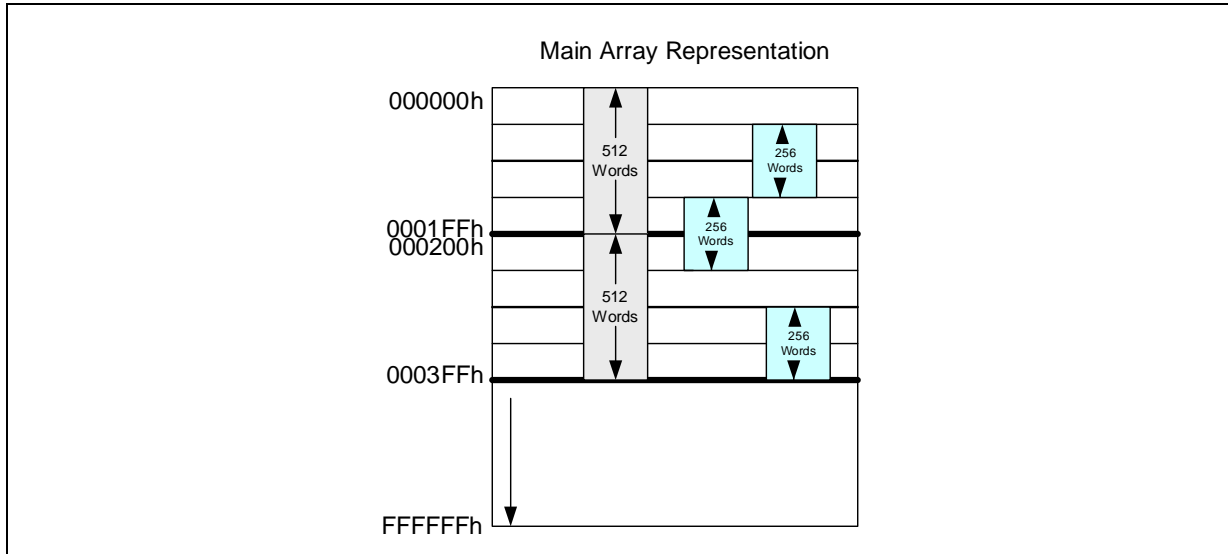 Main Array Representation
000000h
512
Words
256
Words
0001FFh
000200h
256
Words
512
Words
256
Words
0003FFh
FFFFFFh